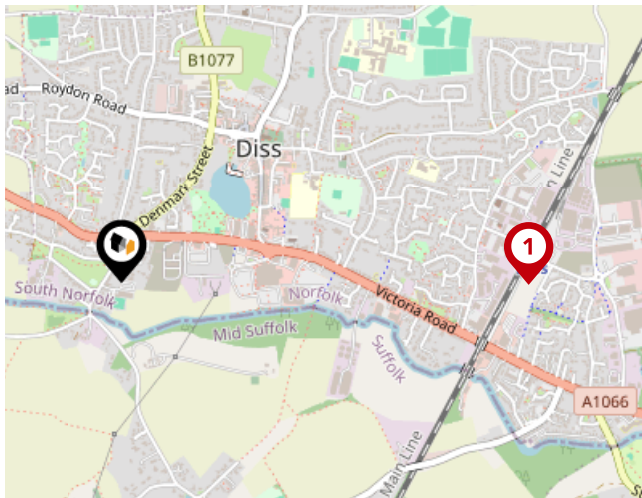 B1077
Roydon Road
Diss
Denmark Street
Main Line
1
South Norfolk
Norfolk
Victoria Road
Mid Suffolk
Suffolk
A1066
Main Line